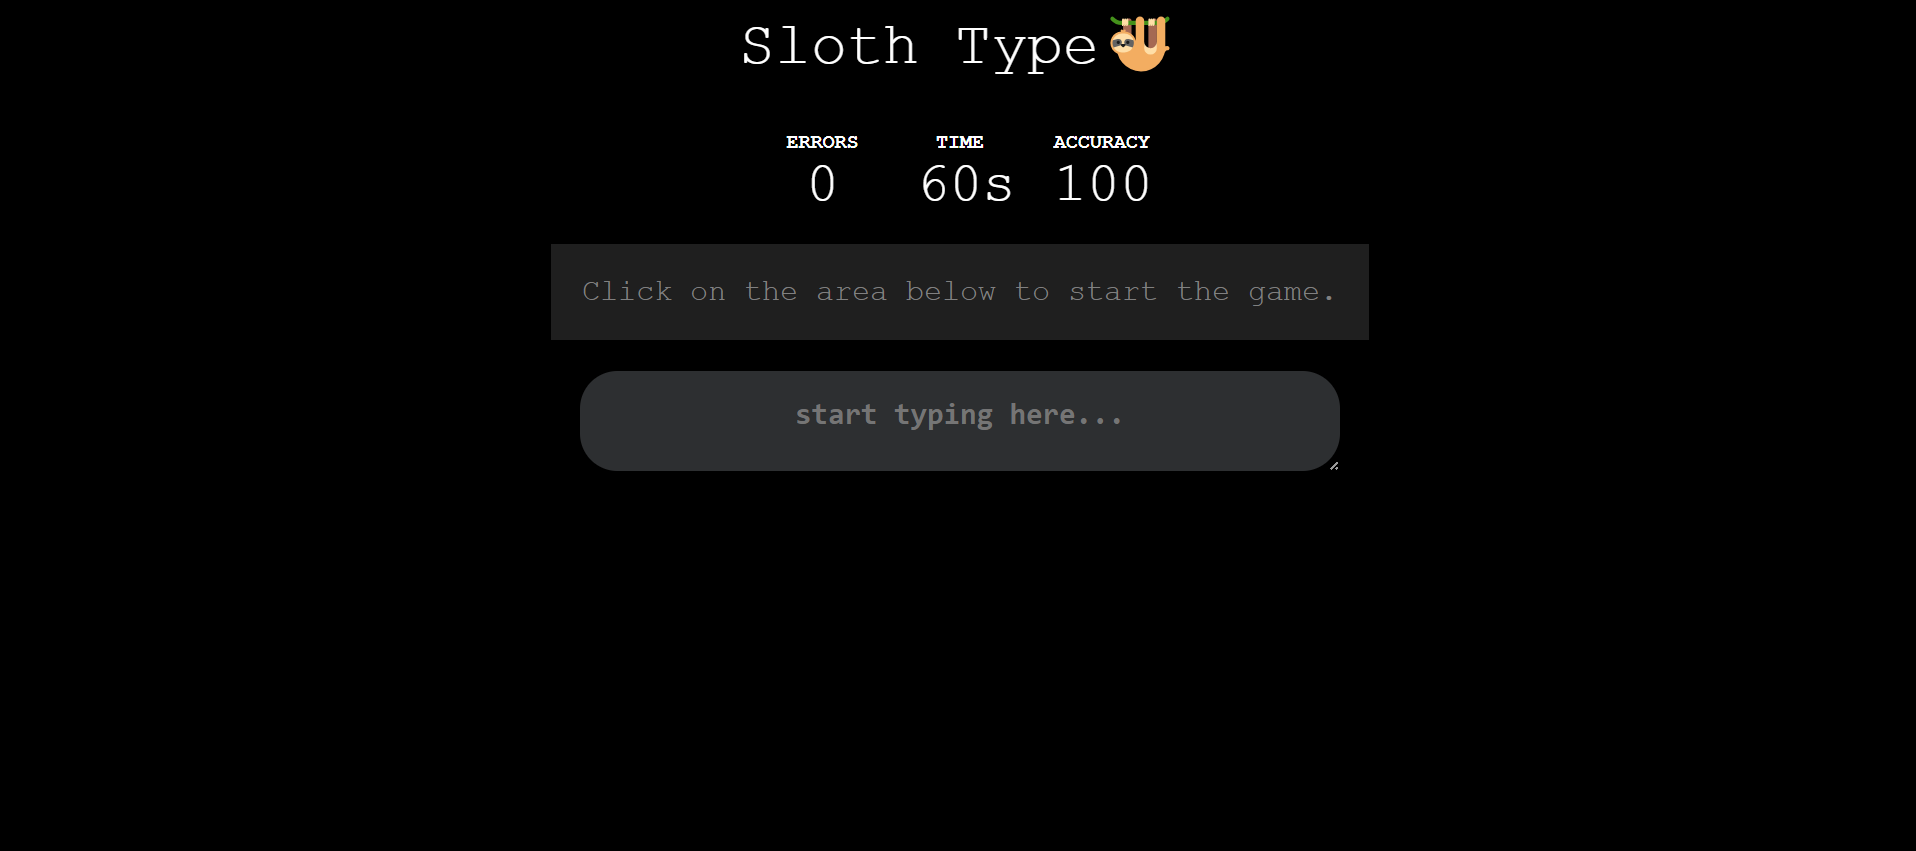 Sloth Type🦥
ERRORS TIME ACCURACY
0 60s 100
Click on the area below to start the game.
start typing here...